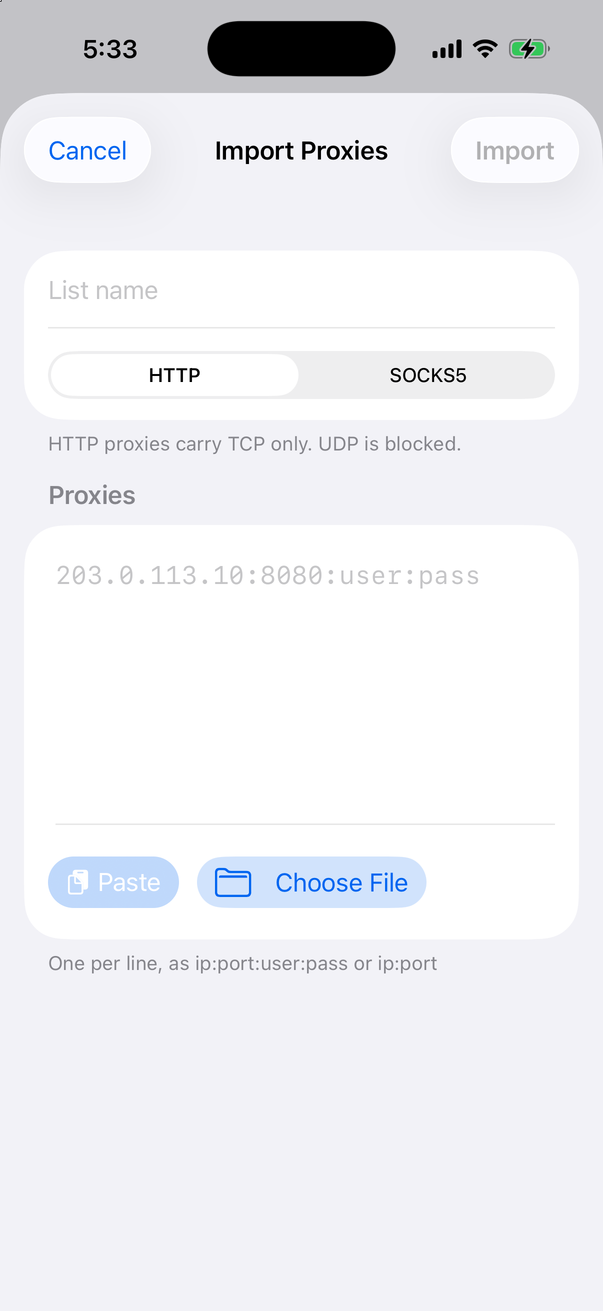 5:33
Cancel
Import Proxies
Import
List name
HTTP
SOCKS5
HTTP proxies carry TCP only. UDP is blocked.
Proxies
203.0.113.10:8080:user:pass
Paste
Choose File
One per line, as ip:port:user:pass or ip:port